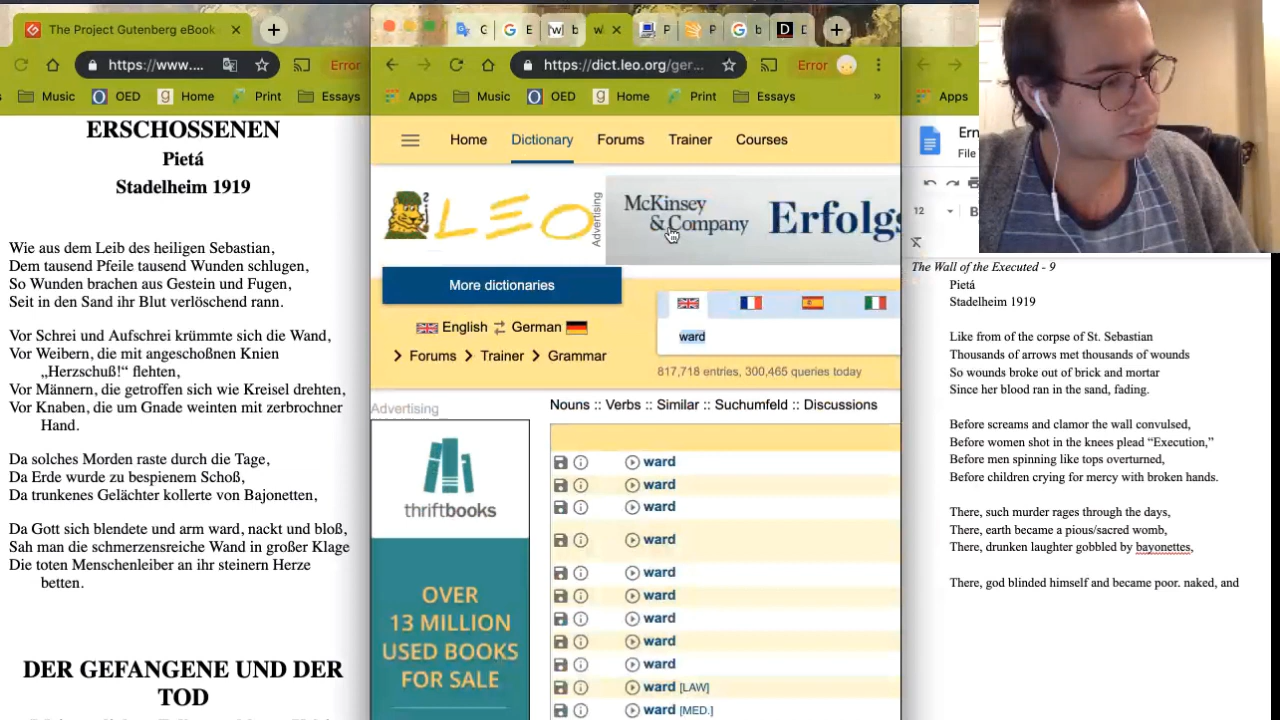 The Project Gutenberg eBook
https://www....
Error
Music
OED
Home
Print
Essays
ERSCHOSSENEN
Pietá
Stadelheim 1919
Wie aus dem Leib des heiligen Sebastian,
Dem tausend Pfeile tausend Wunden schlugen,
So Wunden brachen aus Gestein und Fugen,
Seit in den Sand ihr Blut verlöschend rann.
Vor Schrei und Aufschrei krümmte sich die Wand,
Vor Weibern, die mit angeschoßnen Knien
„Herzschuß!“ flehten,
Vor Männern, die getroffen sich wie Kreisel drehten,
Vor Knaben, die um Gnade weinten mit zerbrochner
Hand.
Da solches Morden raste durch die Tage,
Da Erde wurde zu bespienem Schoß,
Da trunkenes Gelächter kollerte von Bajonetten,
Da Gott sich blendete und arm ward, nackt und bloß,
Sah man die schmerzensreiche Wand in großer Klage
Die toten Menschenleiber an ihr steinern Herze
betten.
DER GEFANGENE UND DER
TOD
https://dict.leo.org/ger...
Error
Apps
Music
OED
Home
Print
Essays
»
Home
Dictionary
Forums
Trainer
Courses
LEO
Advertising
McKinsey
& Company
Erfolgs
More dictionaries
English
German
Forums
Trainer
Grammar
ward
817,718 entries, 300,465 queries today
Advertising
Nouns :: Verbs :: Similar :: Suchumfeld :: Discussions
thriftbooks
OVER
13 MILLION
USED BOOKS
FOR SALE
ward
ward
ward
ward
ward
ward
ward
ward
ward
ward [LAW]
ward [MED.]
Apps
Ern
File
12
B
The Wall of the Executed - 9
Pietá
Stadelheim 1919
Like from of the corpse of St. Sebastian
Thousands of arrows met thousands of wounds
So wounds broke out of brick and mortar
Since her blood ran in the sand, fading.
Before screams and clamor the wall convulsed,
Before women shot in the knees plead “Execution,”
Before men spinning like tops overturned,
Before children crying for mercy with broken hands.
There, such murder rages through the days,
There, earth became a pious/sacred womb,
There, drunken laughter gobbled by bayonettes,
There, god blinded himself and became poor. naked, and